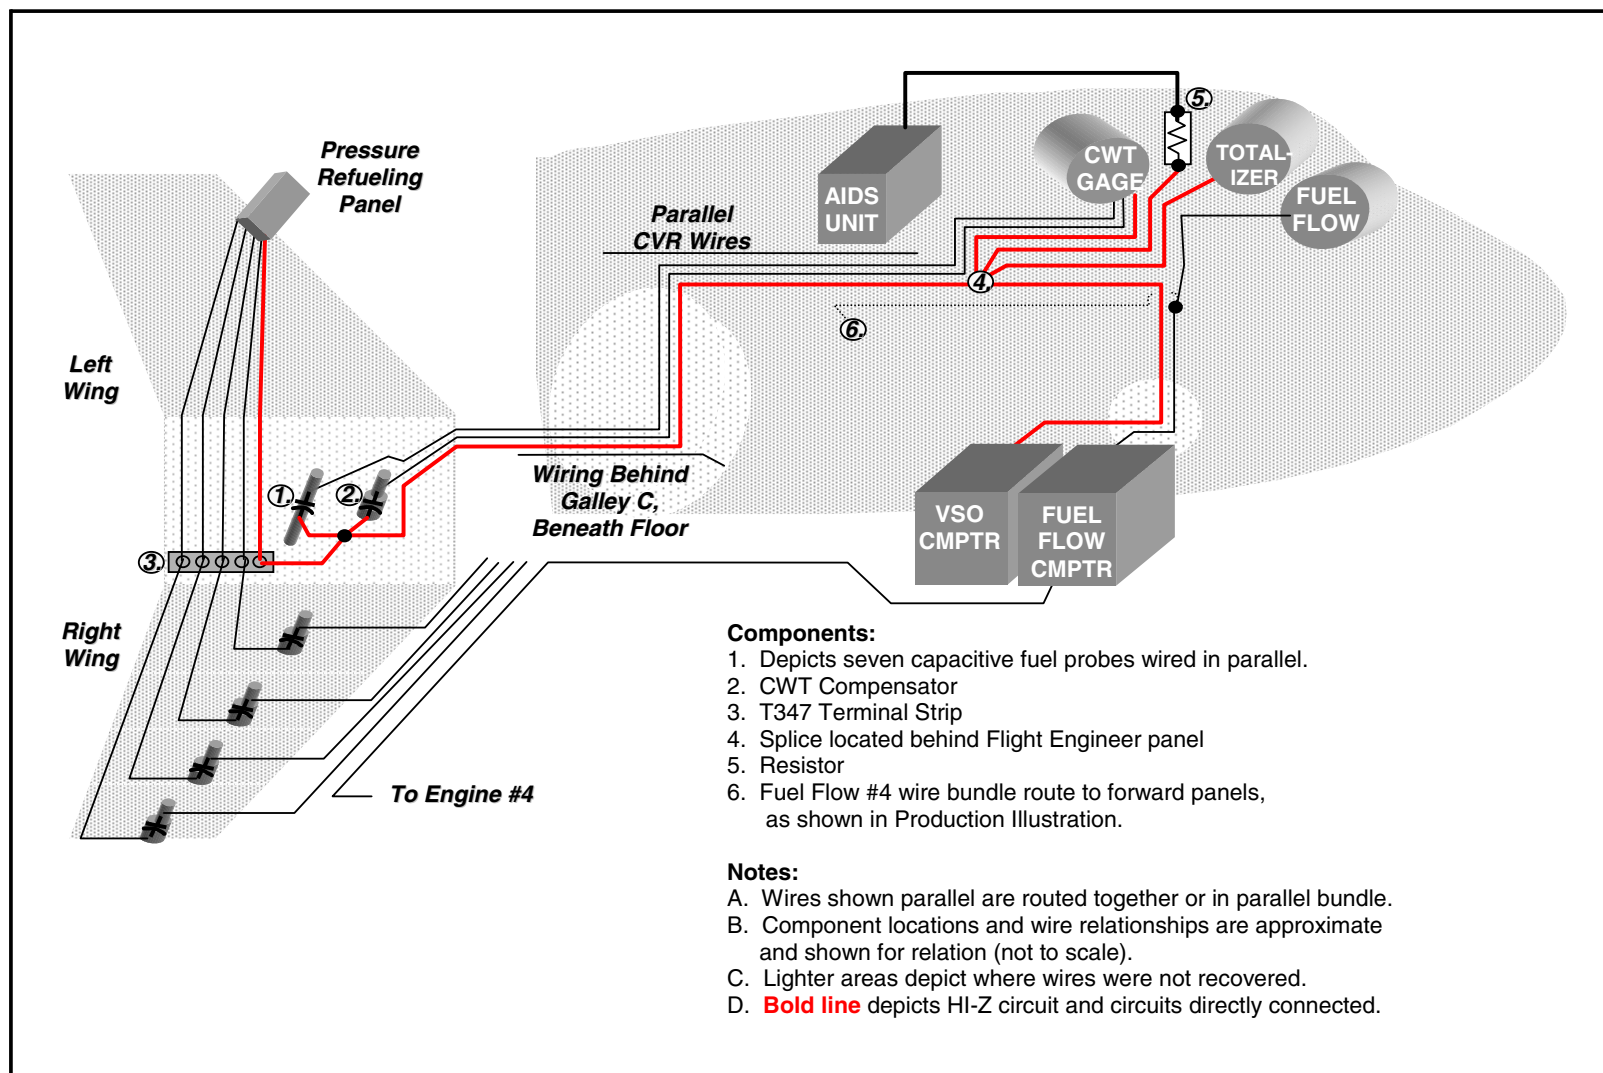 5.
Pressure
Refueling
Panel
CWT
GAGE
TOTAL-
IZER
AIDS
UNIT
FUEL
FLOW
Parallel
CVR Wires
4.
6.
Left
Wing
Wiring Behind
Galley C,
Beneath Floor
1.
2.
3.
VSO
CMPTR
FUEL
FLOW
CMPTR
Right
Wing
To Engine #4
Components:
1. Depicts seven capacitive fuel probes wired in parallel.
2. CWT Compensator
3. T347 Terminal Strip
4. Splice located behind Flight Engineer panel
5. Resistor
6. Fuel Flow #4 wire bundle route to forward panels,
as shown in Production Illustration.
Notes:
A. Wires shown parallel are routed together or in parallel bundle.
B. Component locations and wire relationships are approximate
and shown for relation (not to scale).
C. Lighter areas depict where wires were not recovered.
D. Bold line depicts HI-Z circuit and circuits directly connected.